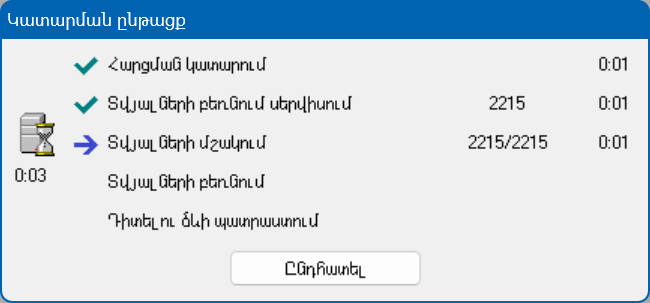 Կատարման ընթացք
Հարցման կատարում 0:01
Տվյալների բեռնում սերվիսում 2215 0:01
Տվյալների մշակում 2215/2215 0:01
0:03
Տվյալների բեռնում
Դիտելու ձևի պատրաստում
Ընդհատել